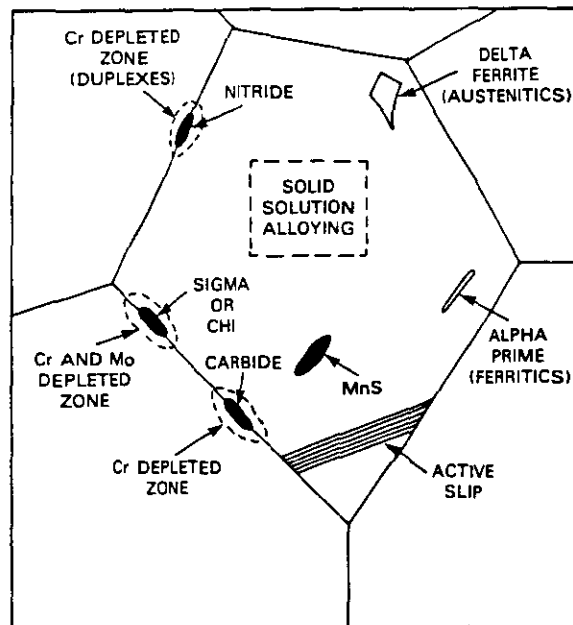 Cr DEPLETED
ZONE
(DUPLEXES)
NITRIDE
DELTA
FERRITE
(AUSTENITICS)
SOLID
SOLUTION
ALLOYING
SIGMA
OR
CHI
Cr AND Mo
DEPLETED
ZONE
CARBIDE
MnS
ALPHA
PRIME
(FERRITICS)
Cr DEPLETED
ZONE
ACTIVE
SLIP